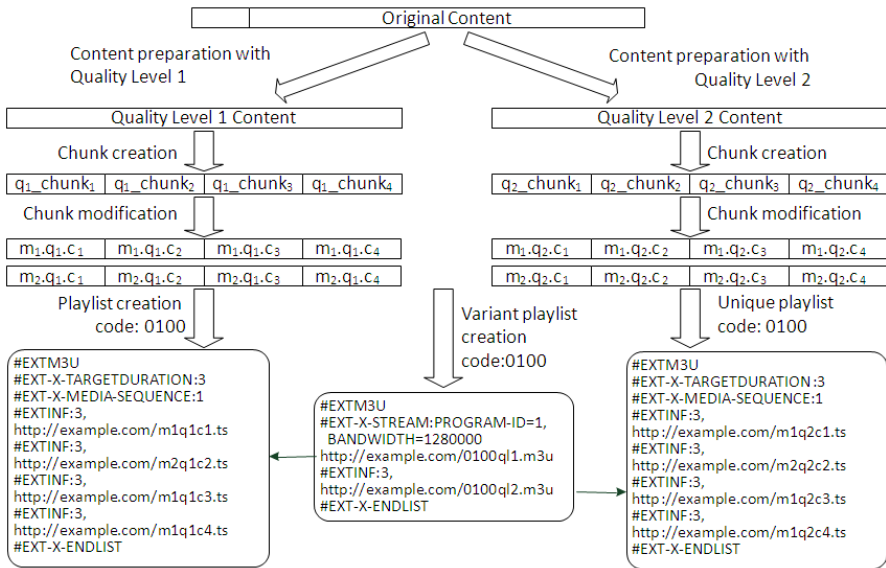 Original Content
Content preparation with
Quality Level 1
Content preparation with
Quality Level 2
Quality Level 1 Content
Quality Level 2 Content
Chunk creation
Chunk creation
q₁_chunk₁ q₁_chunk₂ q₁_chunk₃ q₁_chunk₄
q₂_chunk₁ q₂_chunk₂ q₂_chunk₃ q₂_chunk₄
Chunk modification
Chunk modification
m₁.q₁.c₁ m₁.q₁.c₂ m₁.q₁.c₃ m₁.q₁.c₄
m₂.q₁.c₁ m₂.q₁.c₂ m₂.q₁.c₃ m₂.q₁.c₄
m₁.q₂.c₁ m₁.q₂.c₂ m₁.q₂.c₃ m₁.q₂.c₄
m₂.q₂.c₁ m₂.q₂.c₂ m₂.q₂.c₃ m₂.q₂.c₄
Playlist creation
code: 0100
Variant playlist
creation
code:0100
Unique playlist
code: 0100
#EXTM3U
#EXT-X-TARGETDURATION:3
#EXT-X-MEDIA-SEQUENCE:1
#EXTINF:3,
http://example.com/m1q1c1.ts
#EXTINF:3,
http://example.com/m2q1c2.ts
#EXTINF:3,
http://example.com/m1q1c3.ts
#EXTINF:3,
http://example.com/m1q1c4.ts
#EXT-X-ENDLIST
#EXTM3U
#EXT-X-STREAM:PROGRAM-ID=1,
BANDWIDTH=1280000
http://example.com/0100ql1.m3u
#EXTINF:3,
http://example.com/0100ql2.m3u
#EXT-X-ENDLIST
#EXTM3U
#EXT-X-TARGETDURATION:3
#EXT-X-MEDIA-SEQUENCE:1
#EXTINF:3,
http://example.com/m1q2c1.ts
#EXTINF:3,
http://example.com/m2q2c2.ts
#EXTINF:3,
http://example.com/m1q2c3.ts
#EXTINF:3,
http://example.com/m1q2c4.ts
#EXT-X-ENDLIST